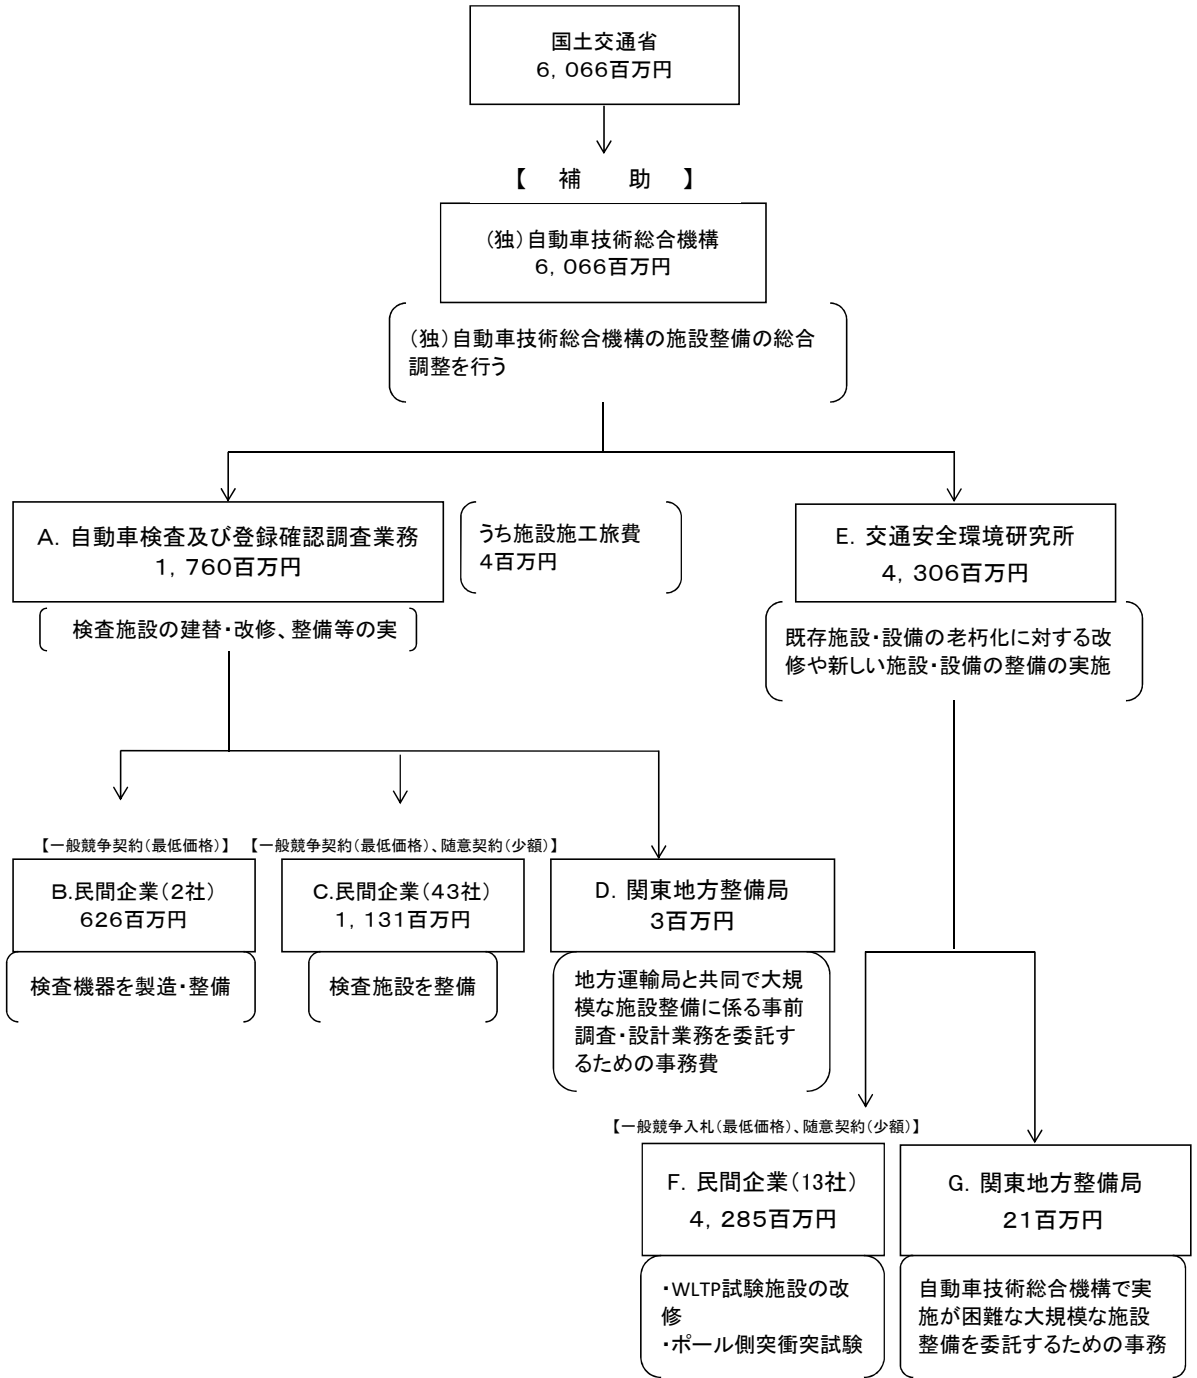 国土交通省
6,066百万円
【 補 助 】
(独)自動車技術総合機構
6,066百万円
(独)自動車技術総合機構の施設整備の総合
調整を行う
A. 自動車検査及び登録確認調査業務
1,760百万円
うち施設施工旅費
4百万円
検査施設の建替・改修、整備等の実
E. 交通安全環境研究所
4,306百万円
既存施設・設備の老朽化に対する改
修や新しい施設・設備の整備の実施
【一般競争契約(最低価格)】
B.民間企業(2社)
626百万円
検査機器を製造・整備
【一般競争契約(最低価格)、随意契約(少額)】
C.民間企業(43社)
1,131百万円
検査施設を整備
D. 関東地方整備局
3百万円
地方運輸局と共同で大規
模な施設整備に係る事前
調査・設計業務を委託す
るための事務費
【一般競争入札(最低価格)、随意契約(少額)】
F. 民間企業(13社)
4,285百万円
・WLTP試験施設の改
修
・ポール側突衝突試験
G. 関東地方整備局
21百万円
自動車技術総合機構で実
施が困難な大規模な施設
整備を委託するための事務